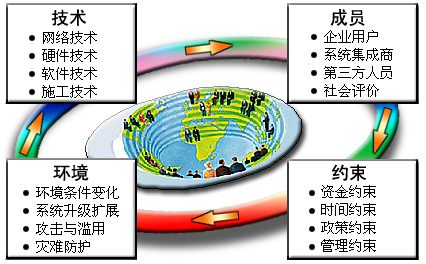 技术
• 网络技术
• 硬件技术
• 软件技术
• 施工技术
成员
• 企业用户
• 系统集成商
• 第三方人员
• 社会评价
环境
• 环境条件变化
• 系统升级扩展
• 攻击与滥用
• 灾难防护
约束
• 资金约束
• 时间约束
• 政策约束
• 管理约束